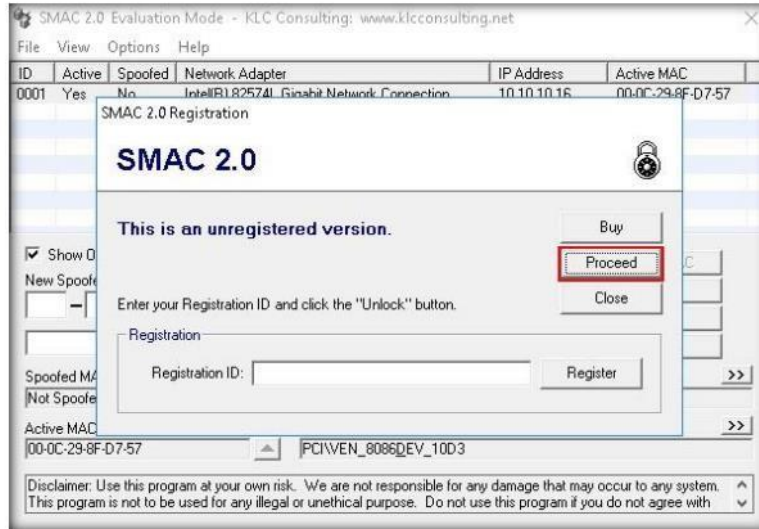 SMAC 2.0 Evaluation Mode - KLC Consulting: www.klcconsulting.net
File View Options Help
ID Active Spoofed Network Adapter IP Address Active MAC
0001 Yes No Intel(R) 82574L Gigabit Network Connection 10.10.10.16 00-0C-29-8F-D7-57
SMAC 2.0 Registration
SMAC 2.0
This is an unregistered version.
Buy
Proceed
Close
Show O
New Spoofe
Enter your Registration ID and click the "Unlock" button.
Registration
Registration ID:
Register
Spoofed MA
>>
Not Spoofe
Active MAC
>>
00-0C-29-8F-D7-57
PCI\VEN_8086DEV_10D3
Disclaimer: Use this program at your own risk. We are not responsible for any damage that may occur to any system.
This program is not to be used for any illegal or unethical purpose. Do not use this program if you do not agree with